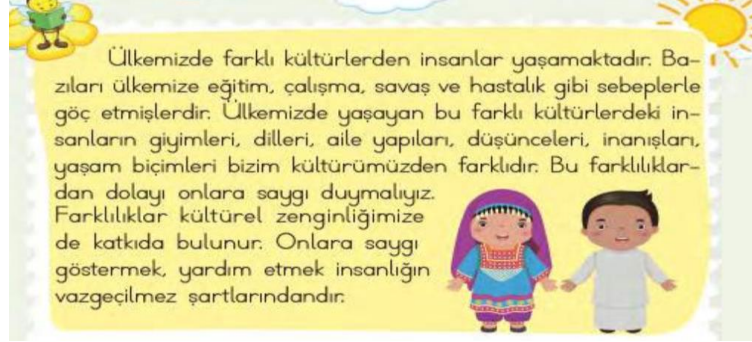 Ülkemizde farklı kültürlerden insanlar yaşamaktadır. Ba-
zıları ülkemize eğitim, çalışma, savaş ve hastalık gibi sebeplerle
göç etmişlerdir. Ülkemizde yaşayan bu farklı kültürlerdeki in-
sanların giyimleri, dilleri, aile yapıları, düşünceleri, inanışları,
yaşam biçimleri bizim kültürümüzden farklıdır. Bu farklılıklar-
dan dolayı onlara saygı duymalıyız.
Farklılıklar kültürel zenginliğimize
de katkıda bulunur. Onlara saygı
göstermek, yardım etmek insanlığın
vazgeçilmez şartlarındandır.